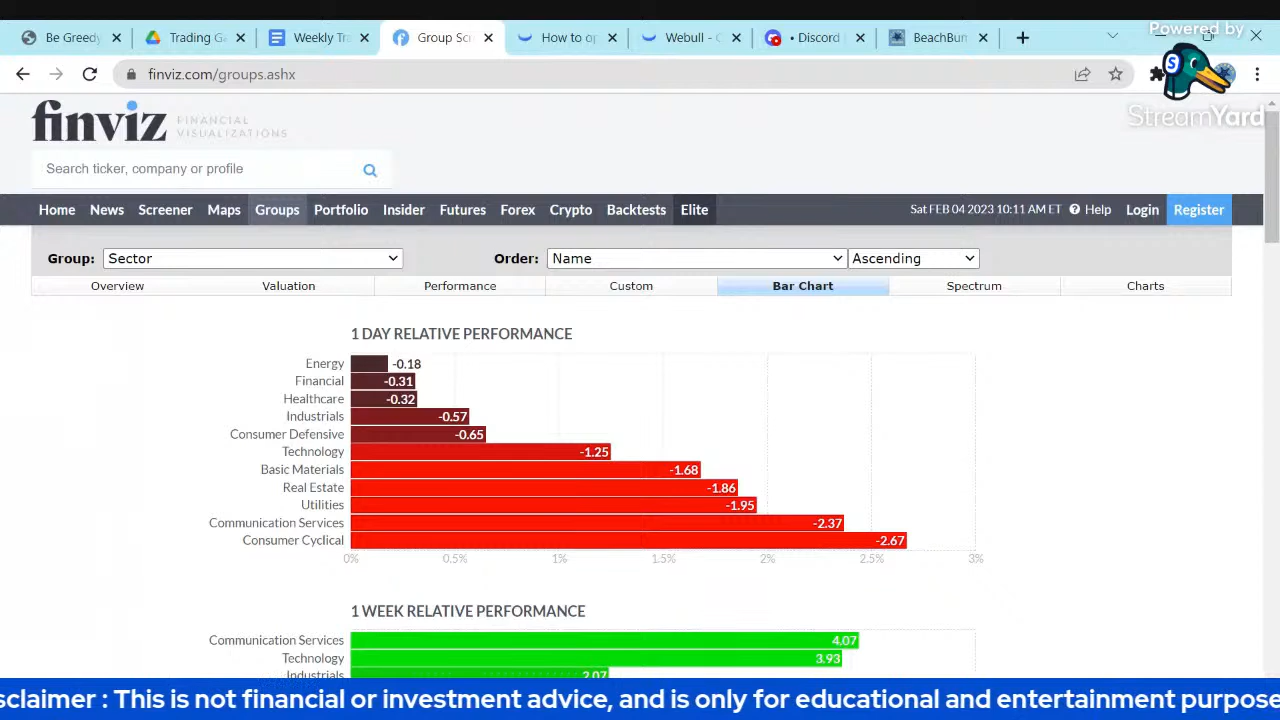 Powered by
Be Greedy
Trading G
Weekly Tr
Group So
How to op
Webull - C
• Discord
BeachBum
finviz.com/groups.ashx
S
StreamYard
finviz FINANCIAL
VISUALIZATIONS
Search ticker, company or profile
Home News Screener Maps Groups Portfolio Insider Futures Forex Crypto Backtests Elite Sat FEB 04 2023 10:11 AM ET Help Login Register
Group: Sector Order: Name Ascending
Overview Valuation Performance Custom Bar Chart Spectrum Charts
1 DAY RELATIVE PERFORMANCE
Energy -0.18
Financial -0.31
Healthcare -0.32
Industrials -0.57
Consumer Defensive -0.65
Technology -1.25
Basic Materials -1.68
Real Estate -1.86
Utilities -1.95
Communication Services -2.37
Consumer Cyclical -2.67
0% 0.5% 1% 1.5% 2% 2.5% 3%
1 WEEK RELATIVE PERFORMANCE
Communication Services 4.07
Technology 3.93
Industrials 2.07
sclaimer : This is not financial or investment advice, and is only for educational and entertainment purpose